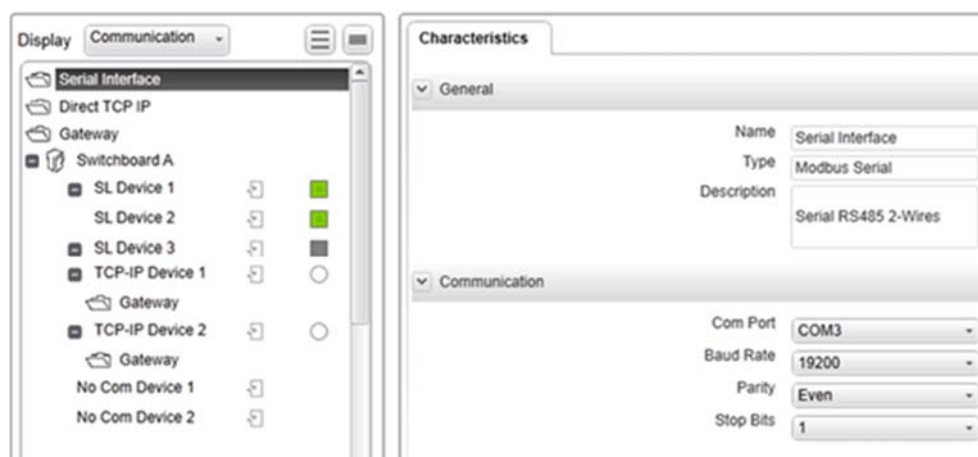 Display Communication
Serial Interface
Direct TCP IP
Gateway
Switchboard A
SL Device 1
SL Device 2
SL Device 3
TCP-IP Device 1
Gateway
TCP-IP Device 2
Gateway
No Com Device 1
No Com Device 2
Characteristics
General
Name Serial Interface
Type Modbus Serial
Description Serial RS485 2-Wires
Communication
Com Port COM3
Baud Rate 19200
Parity Even
Stop Bits 1